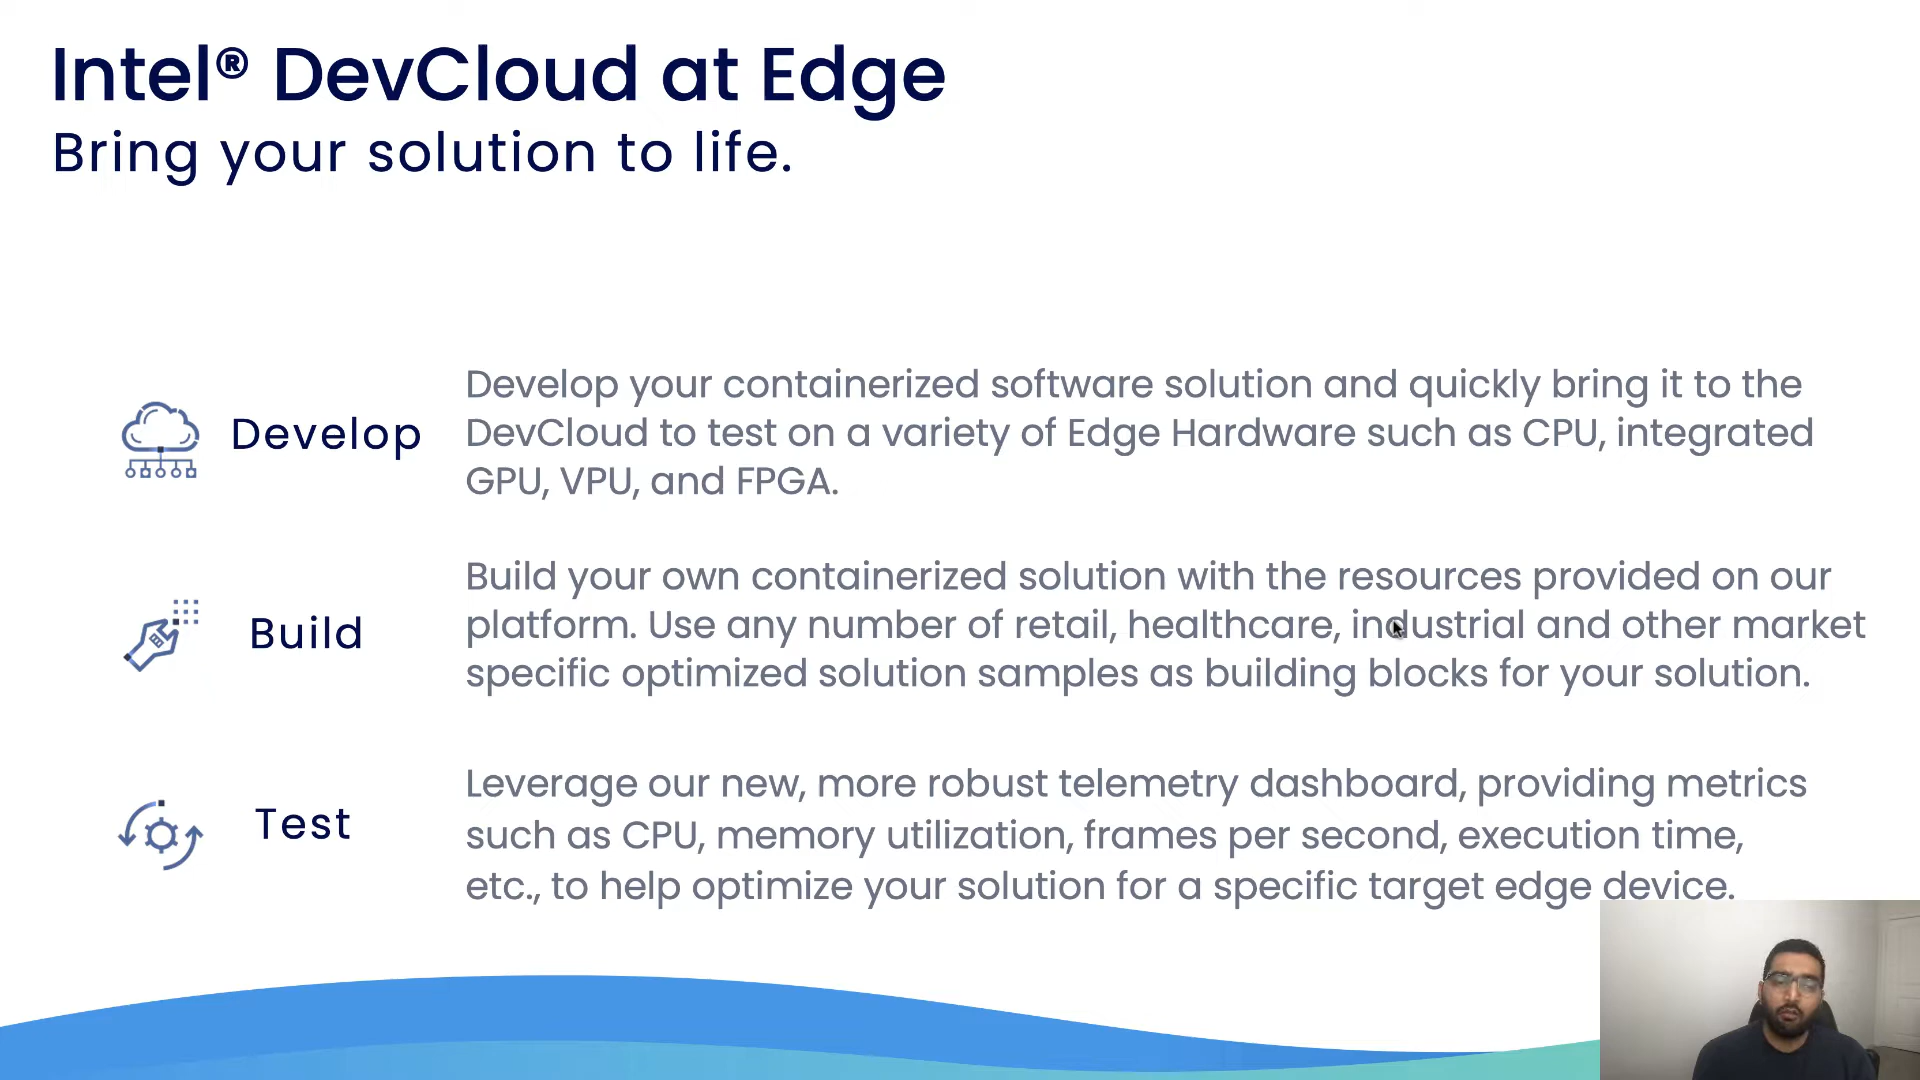 Intel® DevCloud at Edge
Bring your solution to life.
Develop
Develop your containerized software solution and quickly bring it to the
DevCloud to test on a variety of Edge Hardware such as CPU, integrated
GPU, VPU, and FPGA.
Build
Build your own containerized solution with the resources provided on our
platform. Use any number of retail, healthcare, industrial and other market
specific optimized solution samples as building blocks for your solution.
Test
Leverage our new, more robust telemetry dashboard, providing metrics
such as CPU, memory utilization, frames per second, execution time,
etc., to help optimize your solution for a specific target edge device.